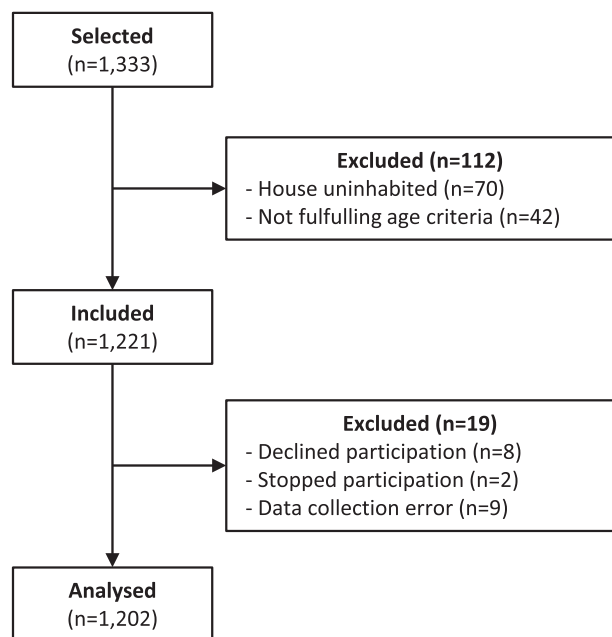 Selected
(n=1,333)
Excluded (n=112)
- House uninhabited (n=70)
- Not fulfulling age criteria (n=42)
Included
(n=1,221)
Excluded (n=19)
- Declined participation (n=8)
- Stopped participation (n=2)
- Data collection error (n=9)
Analysed
(n=1,202)